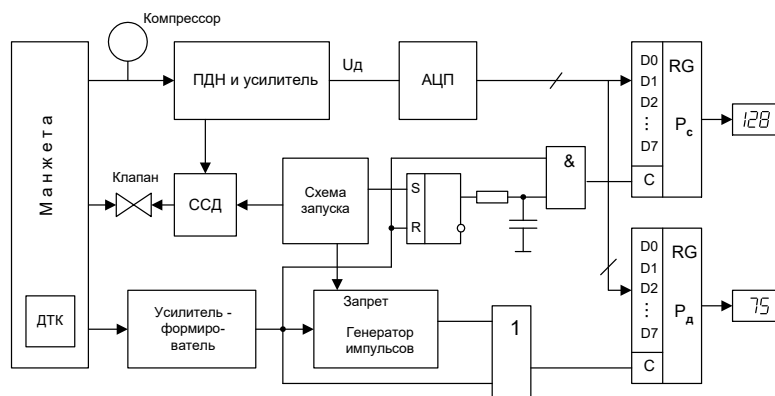 Компрессор
Манжета
ПДН и усилитель
Uд
АЦП
D0
D1
D2
⋮
D7
C
RG
Pс
128
Клапан
ССД
Схема
запуска
S
R
&
ДТК
Усилитель -
формиро-
ватель
Запрет
Генератор
импульсов
1
D0
D1
D2
⋮
D7
C
RG
Pд
75